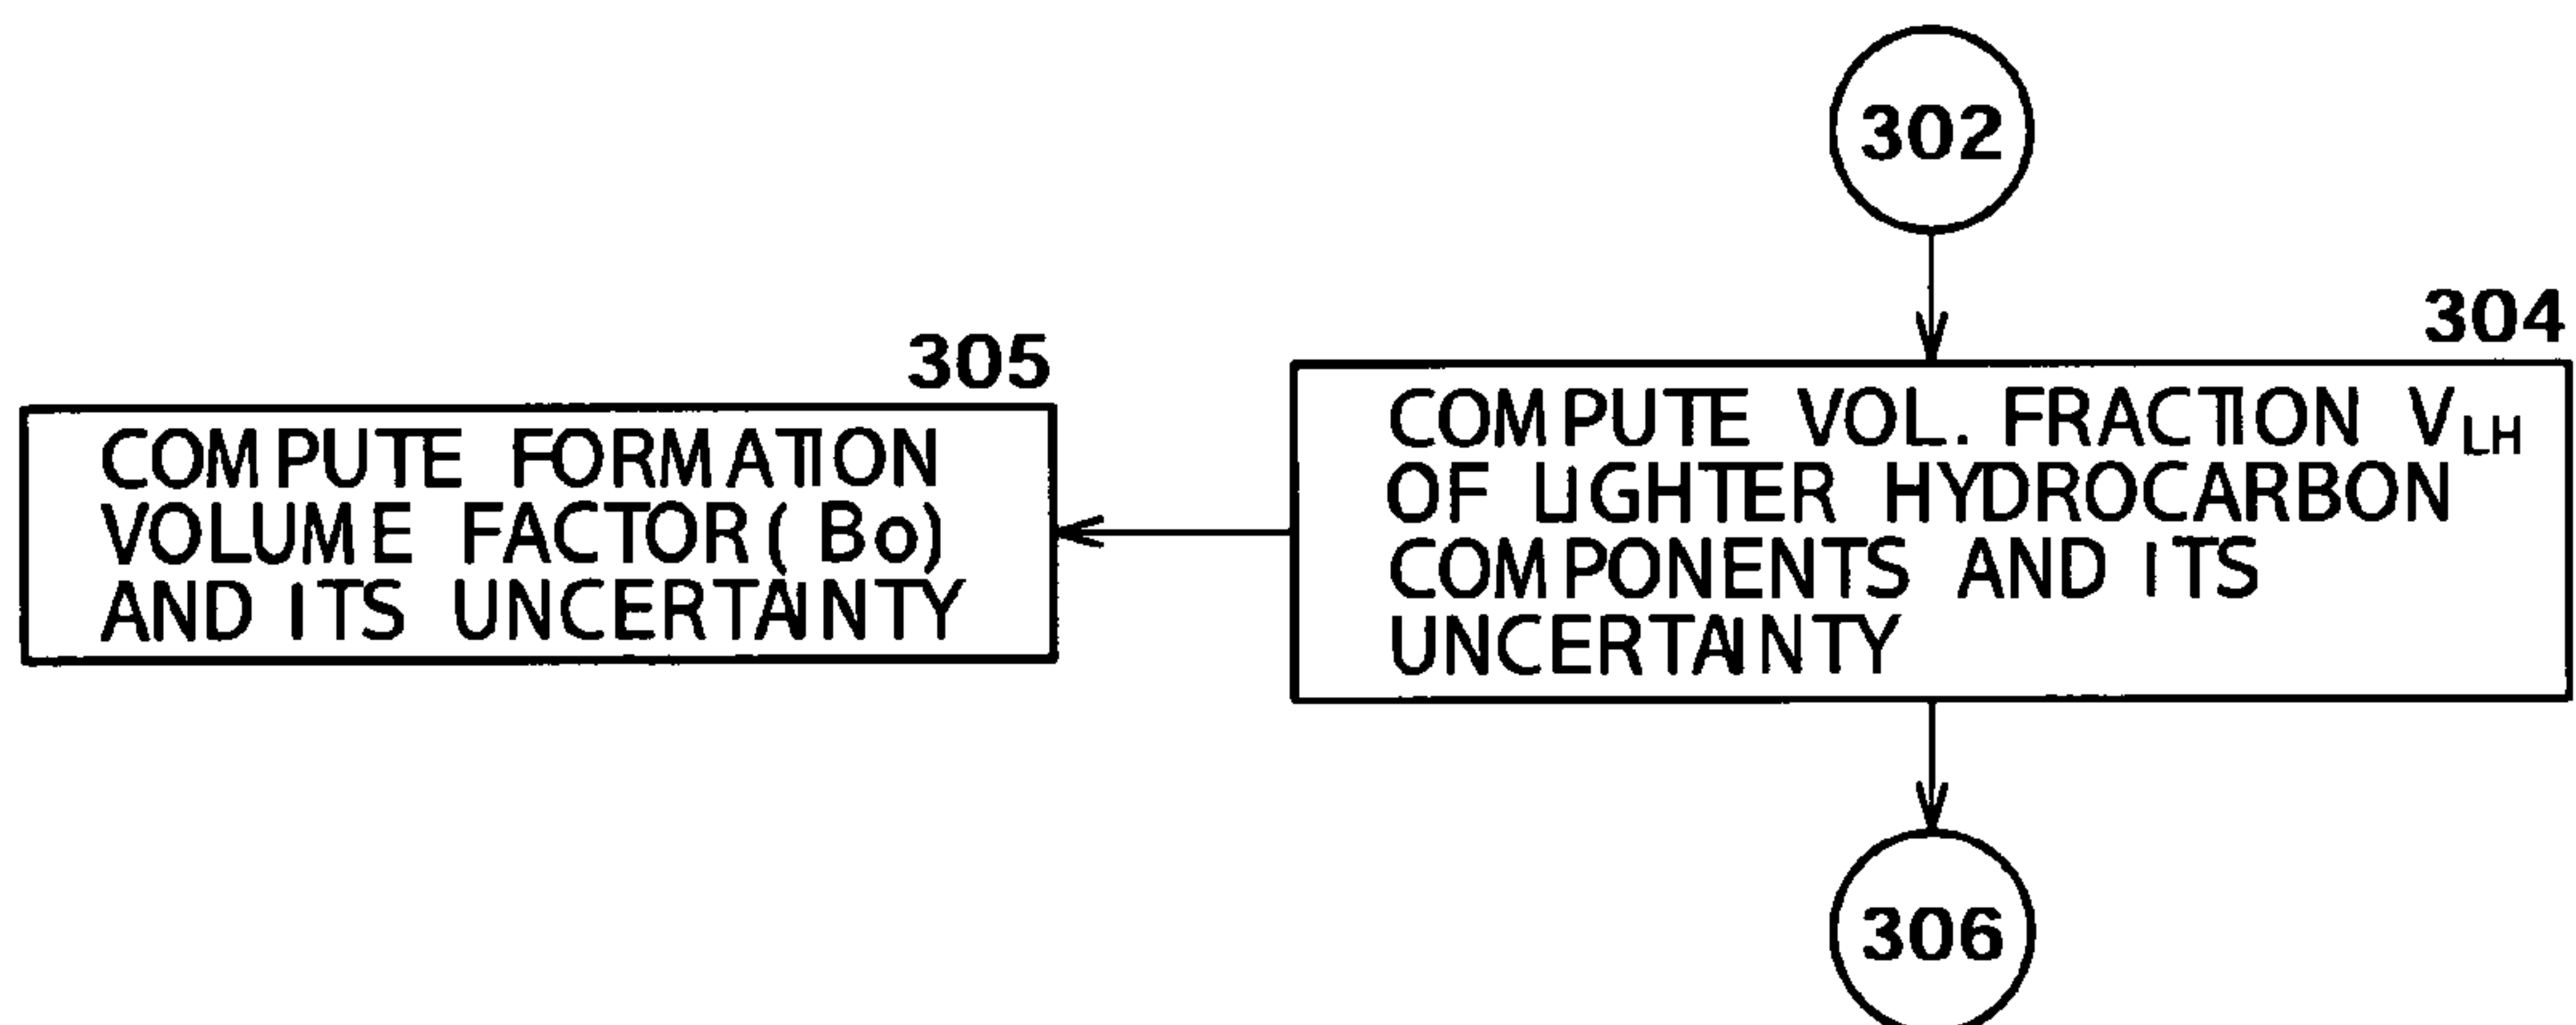 302
304
COMPUTE VOL. FRACTION VLH
OF LIGHTER HYDROCARBON
COMPONENTS AND ITS
UNCERTAINTY
305
COMPUTE FORMATION
VOLUME FACTOR(Bo)
AND ITS UNCERTAINTY
306